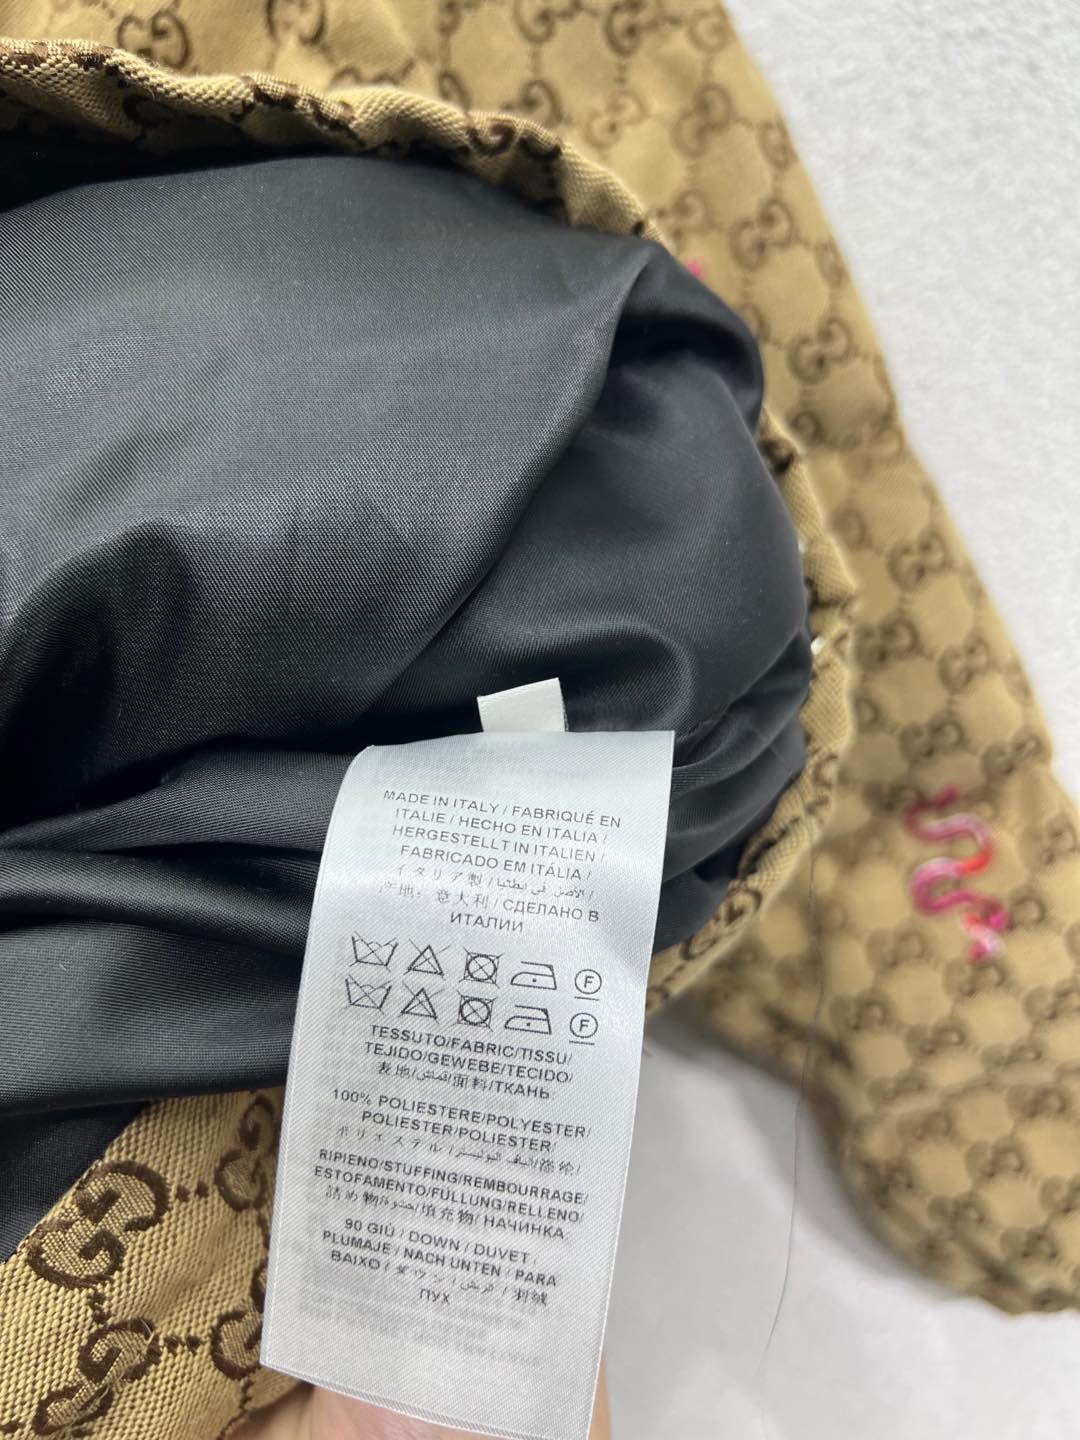 MADE IN ITALY / FABRIQUÉ EN
ITALIE / HECHO EN ITALIA /
HERGESTELLT IN ITALIEN /
FABRICADO EM ITÁLIA /
イタリア製 / الأصل في إيطاليا /
产地：意大利 / СДЕЛАНО В
ИТАЛИИ
F
F
TESSUTO/FABRIC/TISSU/
TEJIDO/GEWEBE/TECIDO/
表地/قماش/面料/ТКАНЬ
100% POLIESTERE/POLYESTER/
POLIESTER/POLIESTER/
ポリエステル/الياف البوليستر/涤纶/
RIPIENO/STUFFING/REMBOURRAGE/
ESTOFAMENTO/FÜLLUNG/RELLENO/
詰め物/حشوة/填充物/ НАЧИНКА
90 GIÙ / DOWN / DUVET
PLUMAJE / NACH UNTEN / PARA
BAIXO / ダウン / / 羽绒
ПУХ